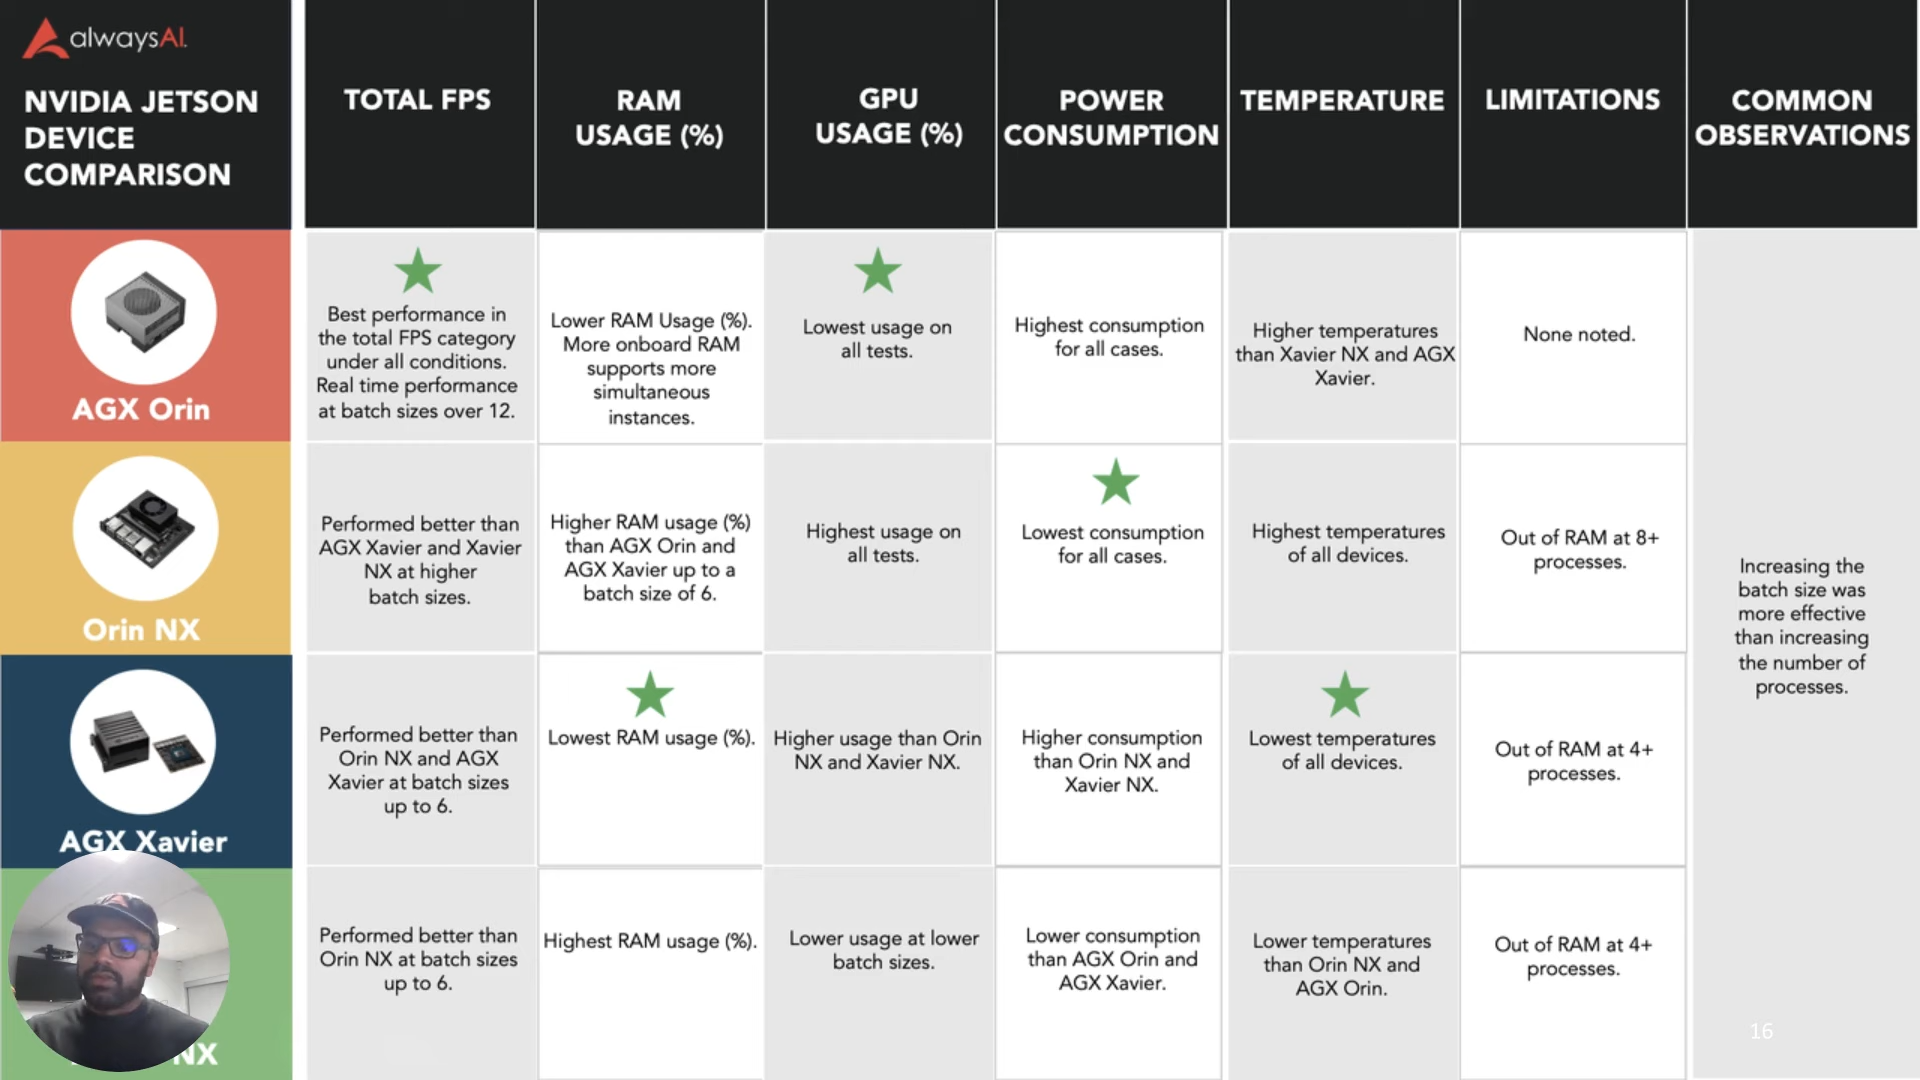 alwaysAI.
NVIDIA JETSON
DEVICE
COMPARISON
TOTAL FPS
RAM
USAGE (%)
GPU
USAGE (%)
POWER
CONSUMPTION
TEMPERATURE
LIMITATIONS
COMMON
OBSERVATIONS
AGX Orin
Best performance in
the total FPS category
under all conditions.
Real time performance
at batch sizes over 12.
Lower RAM Usage (%).
More onboard RAM
supports more
simultaneous
instances.
Lowest usage on
all tests.
Highest consumption
for all cases.
Higher temperatures
than Xavier NX and AGX
Xavier.
None noted.
Orin NX
Performed better than
AGX Xavier and Xavier
NX at higher
batch sizes.
Higher RAM usage (%)
than AGX Orin and
AGX Xavier up to a
batch size of 6.
Highest usage on
all tests.
Lowest consumption
for all cases.
Highest temperatures
of all devices.
Out of RAM at 8+
processes.
AGX Xavier
Performed better than
Orin NX and AGX
Xavier at batch sizes
up to 6.
Lowest RAM usage (%).
Higher usage than Orin
NX and Xavier NX.
Higher consumption
than Orin NX and
Xavier NX.
Lowest temperatures
of all devices.
Out of RAM at 4+
processes.
NX
Performed better than
Orin NX at batch sizes
up to 6.
Highest RAM usage (%).
Lower usage at lower
batch sizes.
Lower consumption
than AGX Orin and
AGX Xavier.
Lower temperatures
than Orin NX and
AGX Orin.
Out of RAM at 4+
processes.
Increasing the
batch size was
more effective
than increasing
the number of
processes.
16